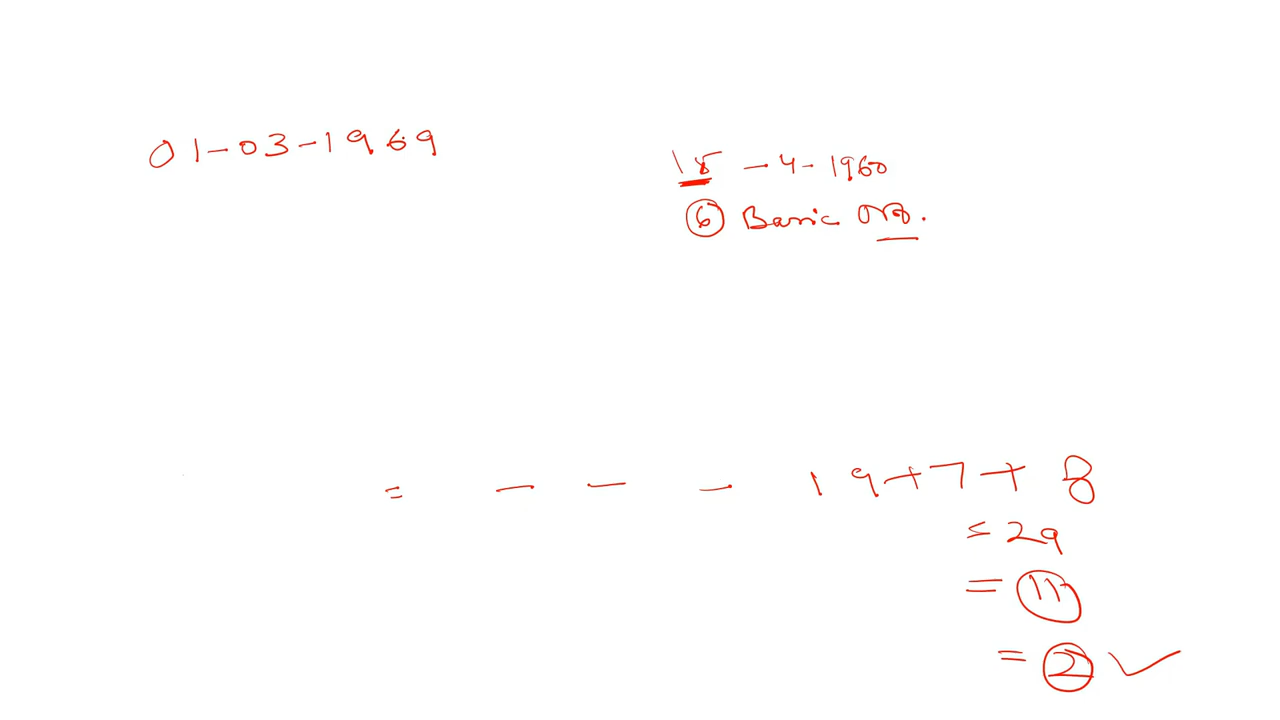 01-03-1969
15 -4-1960
6 Basic No.
= - - - 19+7+8
= 29
= 11
= 2 ✓